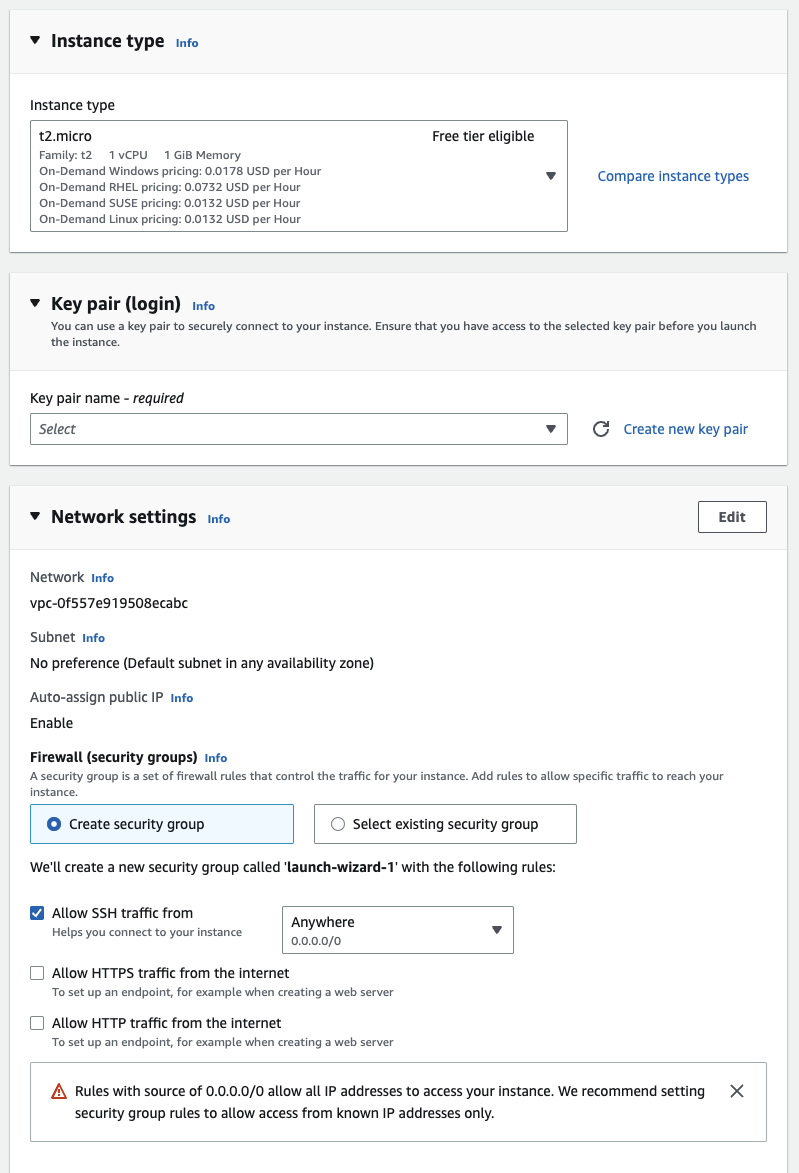 Instance type Info
Instance type
t2.micro Free tier eligible
Family: t2 1 vCPU 1 GiB Memory
On-Demand Windows pricing: 0.0178 USD per Hour
On-Demand RHEL pricing: 0.0732 USD per Hour
On-Demand SUSE pricing: 0.0132 USD per Hour
On-Demand Linux pricing: 0.0132 USD per Hour
Compare instance types
Key pair (login) Info
You can use a key pair to securely connect to your instance. Ensure that you have access to the selected key pair before you launch
the instance.
Key pair name - required
Select
Create new key pair
Network settings Info
Edit
Network Info
vpc-0f557e919508ecabc
Subnet Info
No preference (Default subnet in any availability zone)
Auto-assign public IP Info
Enable
Firewall (security groups) Info
A security group is a set of firewall rules that control the traffic for your instance. Add rules to allow specific traffic to reach your
instance.
Create security group
Select existing security group
We'll create a new security group called 'launch-wizard-1' with the following rules:
Allow SSH traffic from
Helps you connect to your instance
Anywhere
0.0.0.0/0
Allow HTTPS traffic from the internet
To set up an endpoint, for example when creating a web server
Allow HTTP traffic from the internet
To set up an endpoint, for example when creating a web server
Rules with source of 0.0.0.0/0 allow all IP addresses to access your instance. We recommend setting
security group rules to allow access from known IP addresses only.